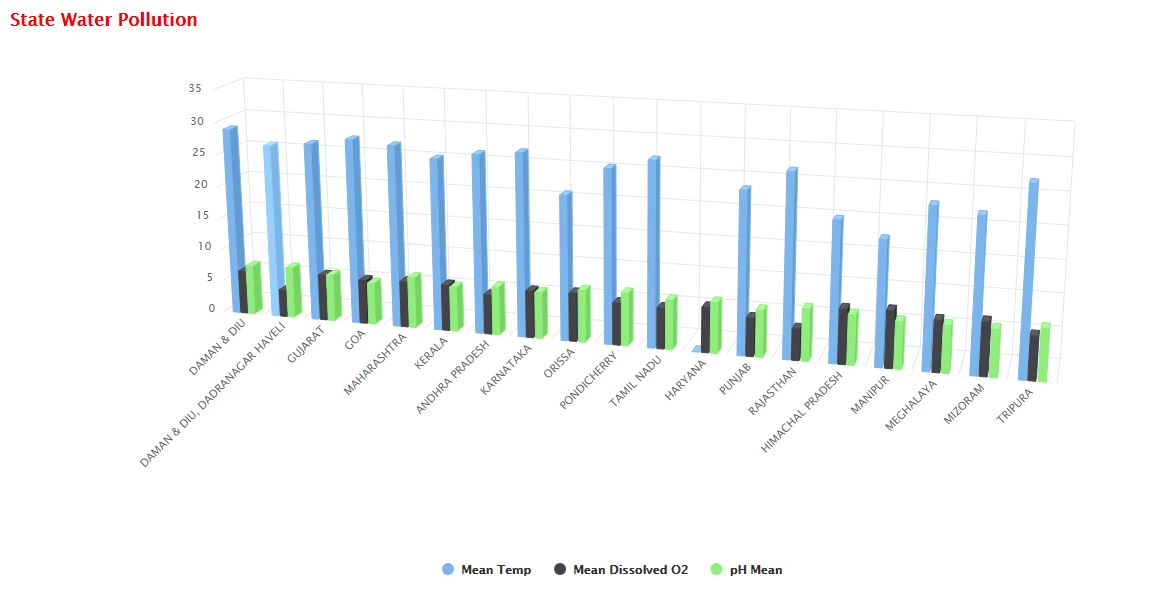 State Water Pollution
35
30
25
20
15
10
5
0
DAMAN & DIU
DAMAN & DIU, DADRANAGAR HAVELI
GUJARAT
GOA
MAHARASHTRA
KERALA
ANDHRA PRADESH
KARNATAKA
ORISSA
PONDICHERRY
TAMIL NADU
HARYANA
PUNJAB
RAJASTHAN
HIMACHAL PRADESH
MANIPUR
MEGHALAYA
MIZORAM
TRIPURA
Mean Temp Mean Dissolved O2 pH Mean